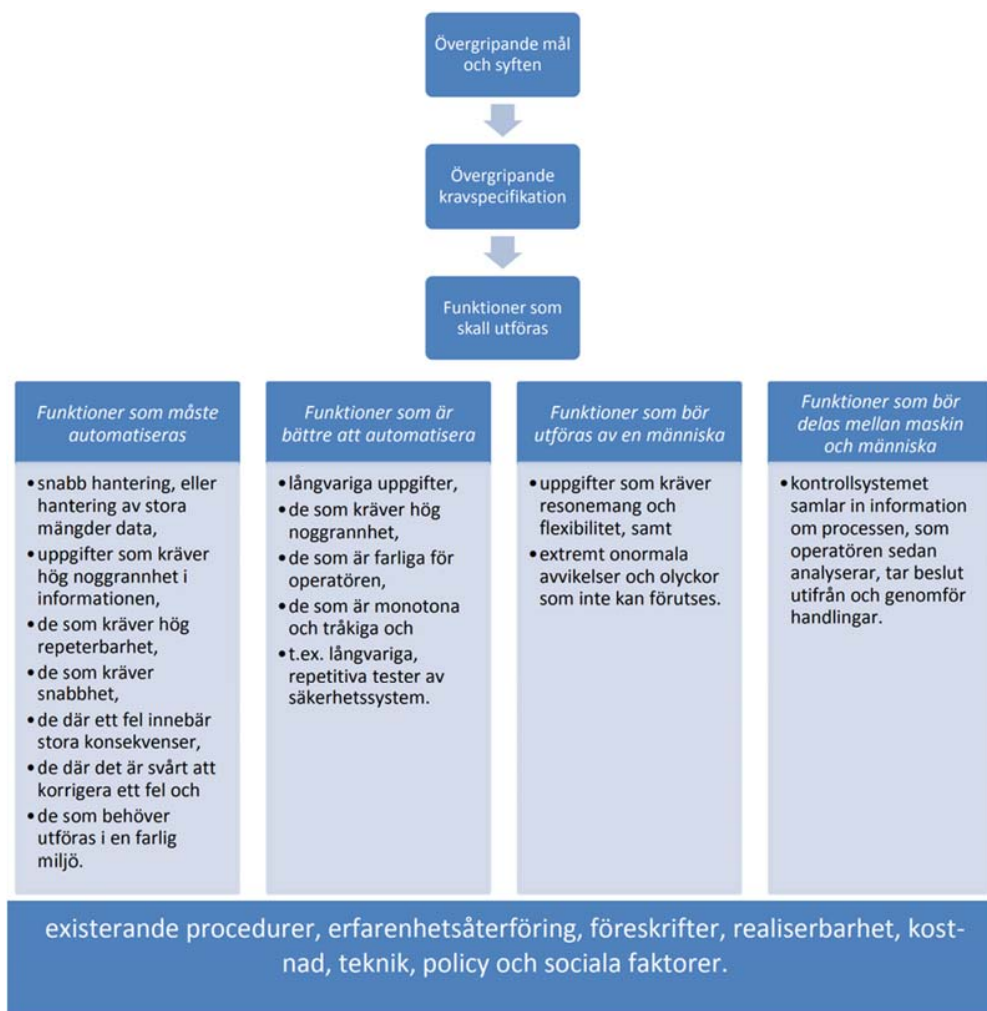 Övergripande mål
och syften
Övergripande
kravspecifikation
Funktioner som
skall utföras
Funktioner som måste
automatiseras
•snabb hantering, eller
hantering av stora
mängder data,
•uppgifter som kräver
hög noggrannhet i
informationen,
•de som kräver hög
repeterbarhet,
•de som kräver
snabbhet,
•de där ett fel innebär
stora konsekvenser,
•de där det är svårt att
korrigera ett fel och
•de som behöver
utföras i en farlig
miljö.
Funktioner som är
bättre att automatisera
•långvariga uppgifter,
•de som kräver hög
noggrannhet,
•de som är farliga för
operatören,
•de som är monotona
och tråkiga och
•t.ex. långvariga,
repetitiva tester av
säkerhetssystem.
Funktioner som bör
utföras av en människa
•uppgifter som kräver
resonemang och
flexibilitet, samt
•extremt onormala
avvikelser och olyckor
som inte kan förutses.
Funktioner som bör
delas mellan maskin
och människa
•kontrollsystemet
samlar in information
om processen, som
operatören sedan
analyserar, tar beslut
utifrån och genomför
handlingar.
existerande procedurer, erfarenhetsåterföring, föreskrifter, realiserbarhet, kost-
nad, teknik, policy och sociala faktorer.